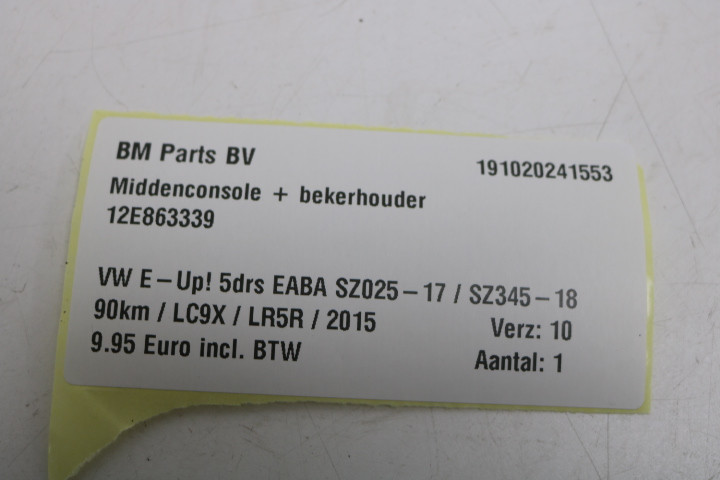 BM Parts BV 191020241553
Middenconsole + bekerhouder
12E863339
VW E-Up! 5drs EABA SZ025-17 / SZ345-18
90km / LC9X / LR5R / 2015 Verz: 10
9.95 Euro incl. BTW Aantal: 1